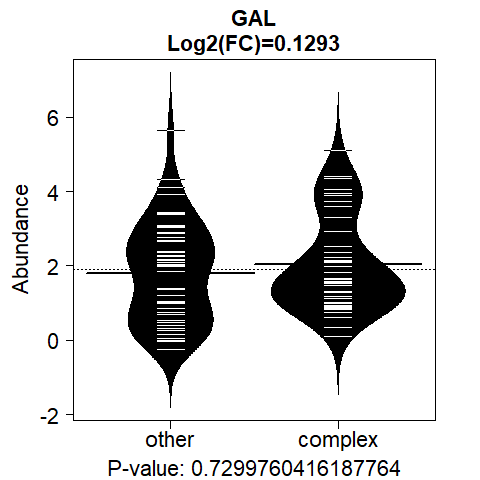 GAL
Log2(FC)=0.1293
Abundance
6
4
2
0
-2
other complex
P-value: 0.7299760416187764